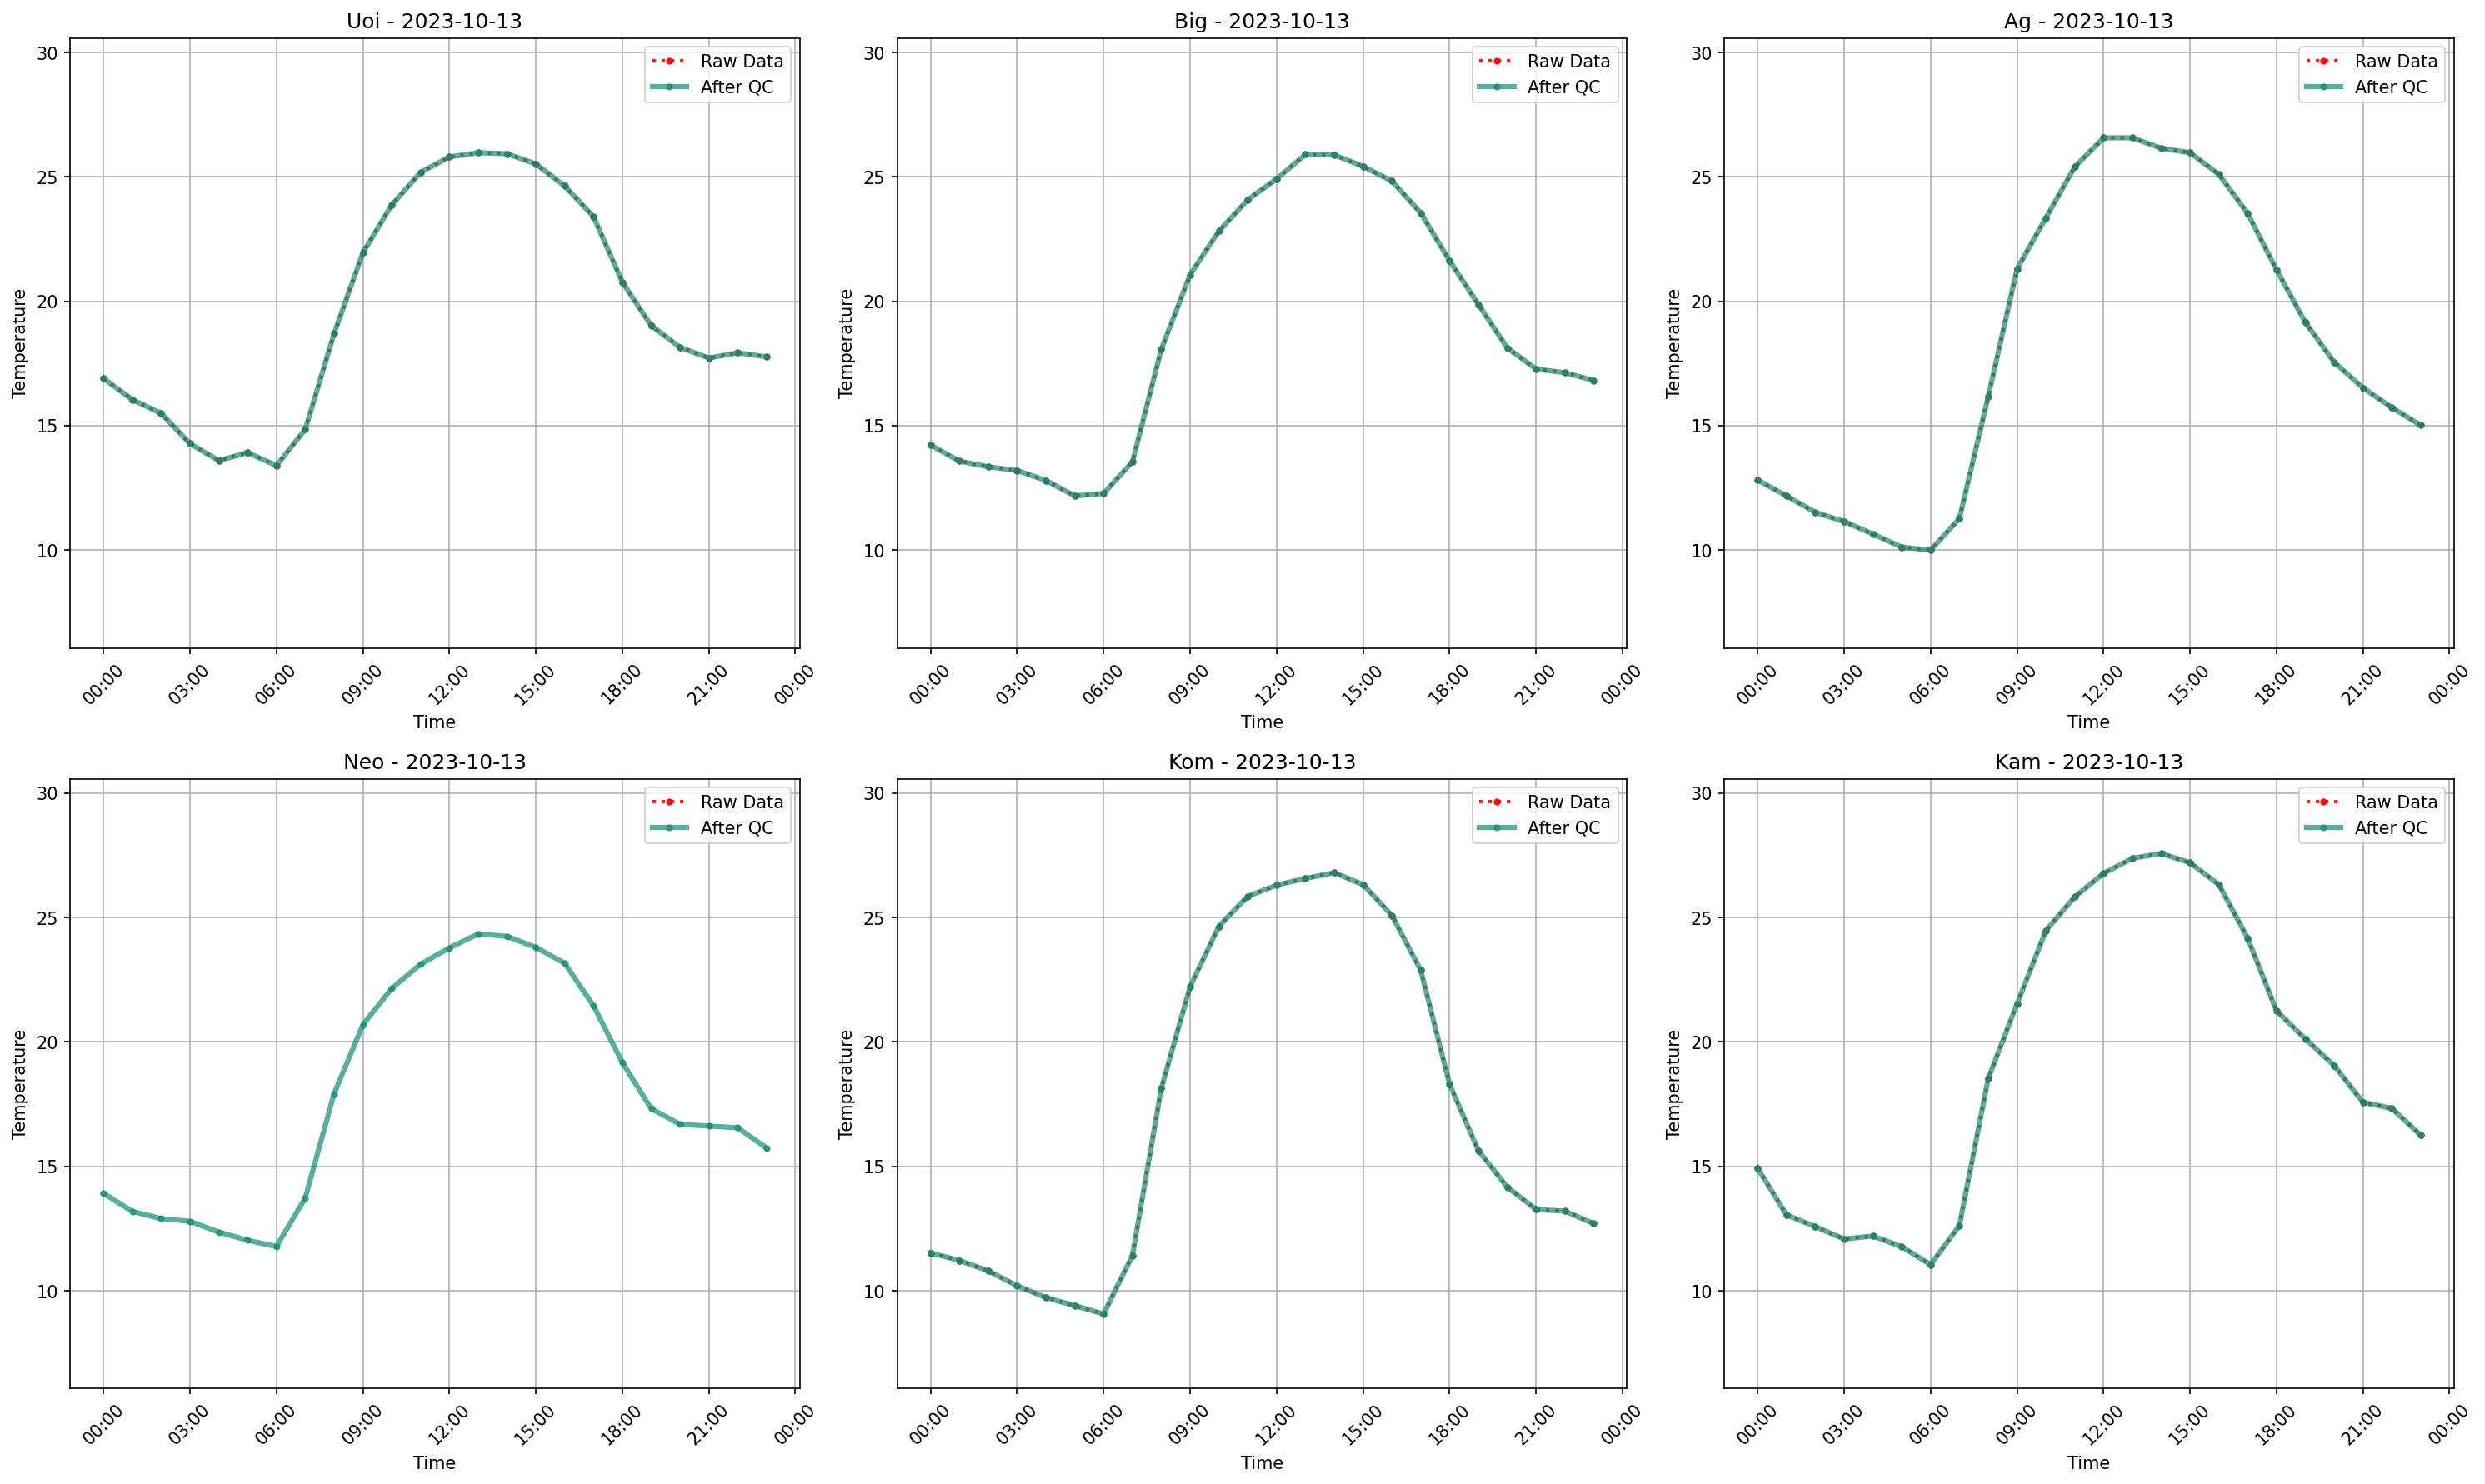 Uoi - 2023-10-13
30
25
20
15
10
Temperature
Raw Data
After QC
00:00
03:00
06:00
09:00
12:00
15:00
18:00
21:00
00:00
Time
Big - 2023-10-13
30
25
20
15
10
Temperature
Raw Data
After QC
00:00
03:00
06:00
09:00
12:00
15:00
18:00
21:00
00:00
Time
Ag - 2023-10-13
30
25
20
15
10
Temperature
Raw Data
After QC
00:00
03:00
06:00
09:00
12:00
15:00
18:00
21:00
00:00
Time
Neo - 2023-10-13
30
25
20
15
10
Temperature
Raw Data
After QC
00:00
03:00
06:00
09:00
12:00
15:00
18:00
21:00
00:00
Time
Kom - 2023-10-13
30
25
20
15
10
Temperature
Raw Data
After QC
00:00
03:00
06:00
09:00
12:00
15:00
18:00
21:00
00:00
Time
Kam - 2023-10-13
30
25
20
15
10
Temperature
Raw Data
After QC
00:00
03:00
06:00
09:00
12:00
15:00
18:00
21:00
00:00
Time